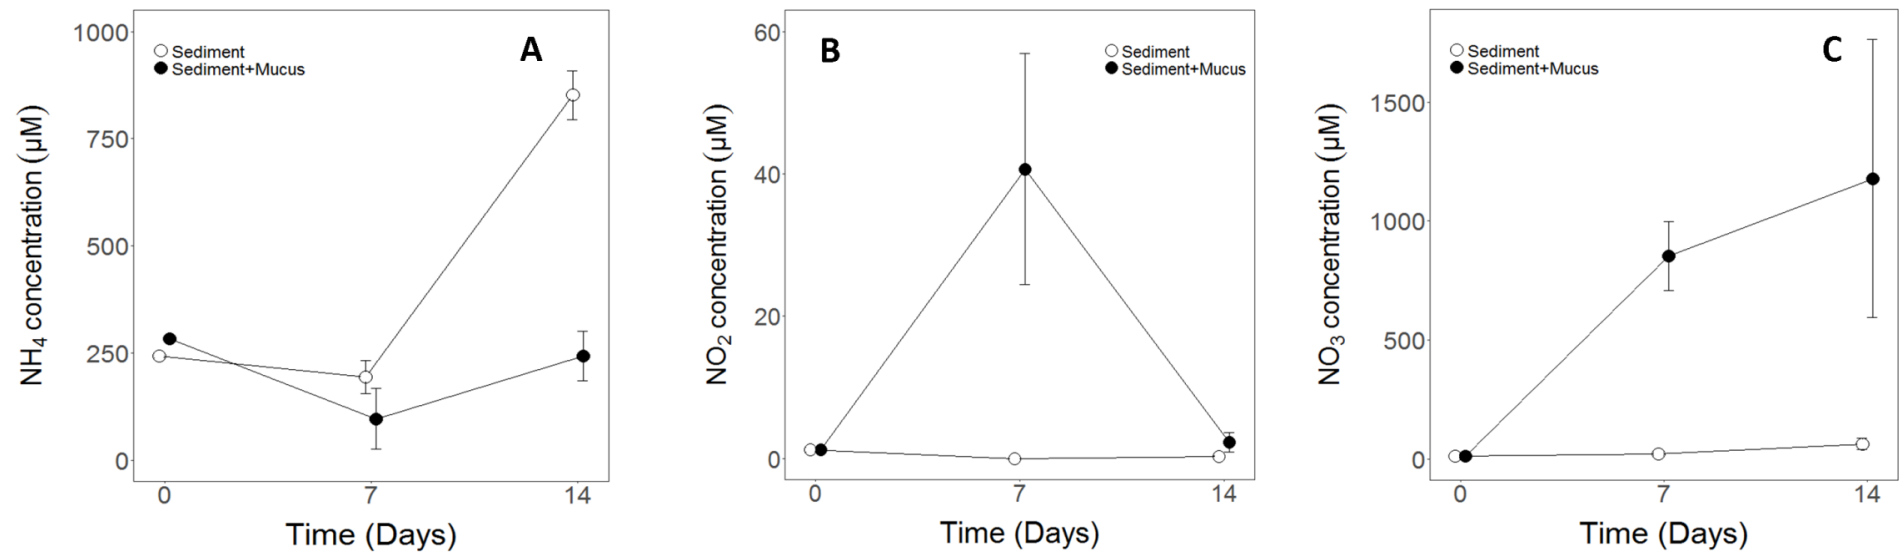 A
Sediment
Sediment+Mucus
1000
750
500
250
0
NH4 concentration (µM)
0 7 14
Time (Days)
B
Sediment
Sediment+Mucus
60
40
20
0
NO2 concentration (µM)
0 7 14
Time (Days)
C
Sediment
Sediment+Mucus
1500
1000
500
0
NO3 concentration (µM)
0 7 14
Time (Days)